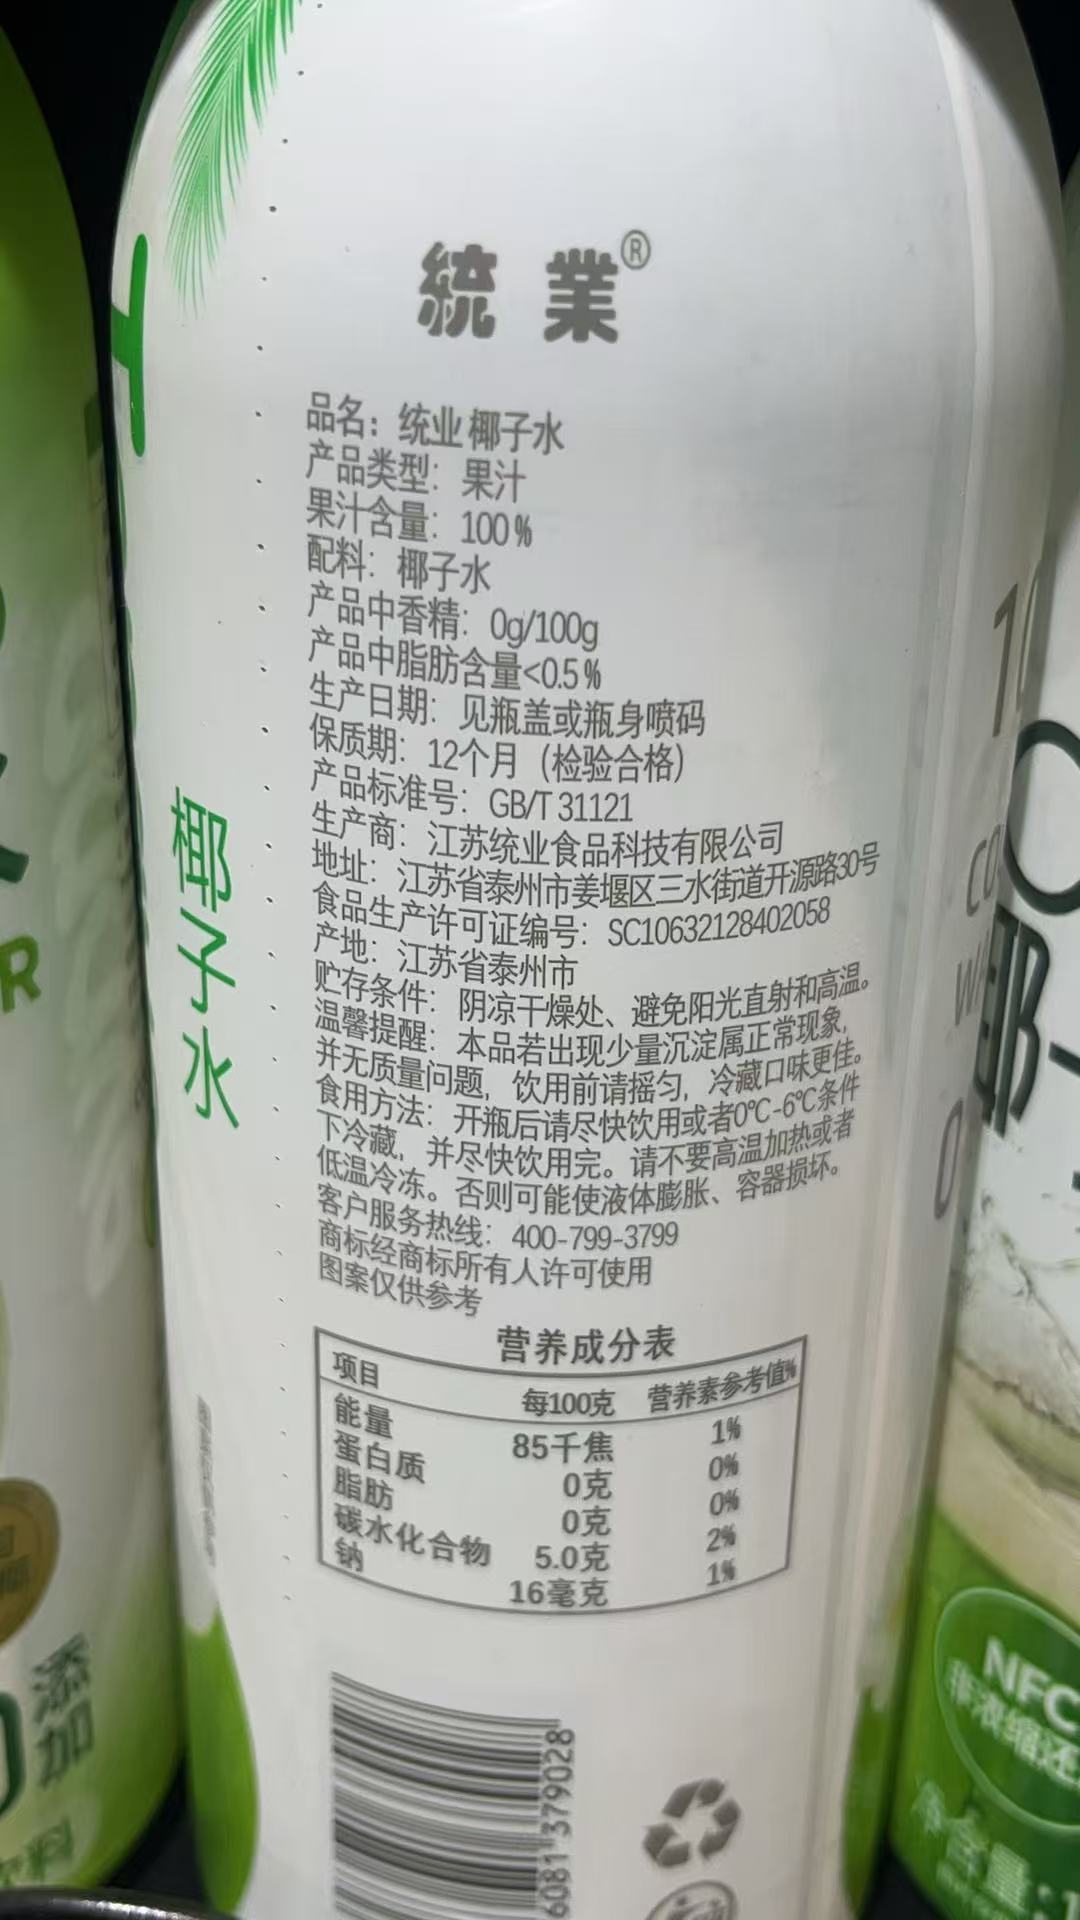 統業®
品名：统业 椰子水
产品类型：果汁
果汁含量：100%
配料：椰子水
产品中香精：0g/100g
产品中脂肪含量<0.5%
生产日期：见瓶盖或瓶身喷码
保质期：12个月（检验合格）
产品标准号：GB/T 31121
生产商：江苏统业食品科技有限公司
地址：江苏省泰州市姜堰区三水街道开源路30号
食品生产许可证编号：SC10632128402058
产地：江苏省泰州市
贮存条件：阴凉干燥处、避免阳光直射和高温。
温馨提醒：本品若出现少量沉淀属正常现象，
并无质量问题，饮用前请摇匀，冷藏口味更佳。
食用方法：开瓶后请尽快饮用或者0℃-6℃条件
下冷藏，并尽快饮用完。请不要高温加热或者
低温冷冻。否则可能使液体膨胀、容器损坏。
客户服务热线：400-799-3799
商标经商标所有人许可使用
图案仅供参考
营养成分表
项目 每100克 营养素参考值%
能量 85千焦 1%
蛋白质 0克 0%
脂肪 0克 0%
碳水化合物 5.0克 2%
钠 16毫克 1%
椰子水
添加
R
椰
0
NFC
非浓缩还
含量：1